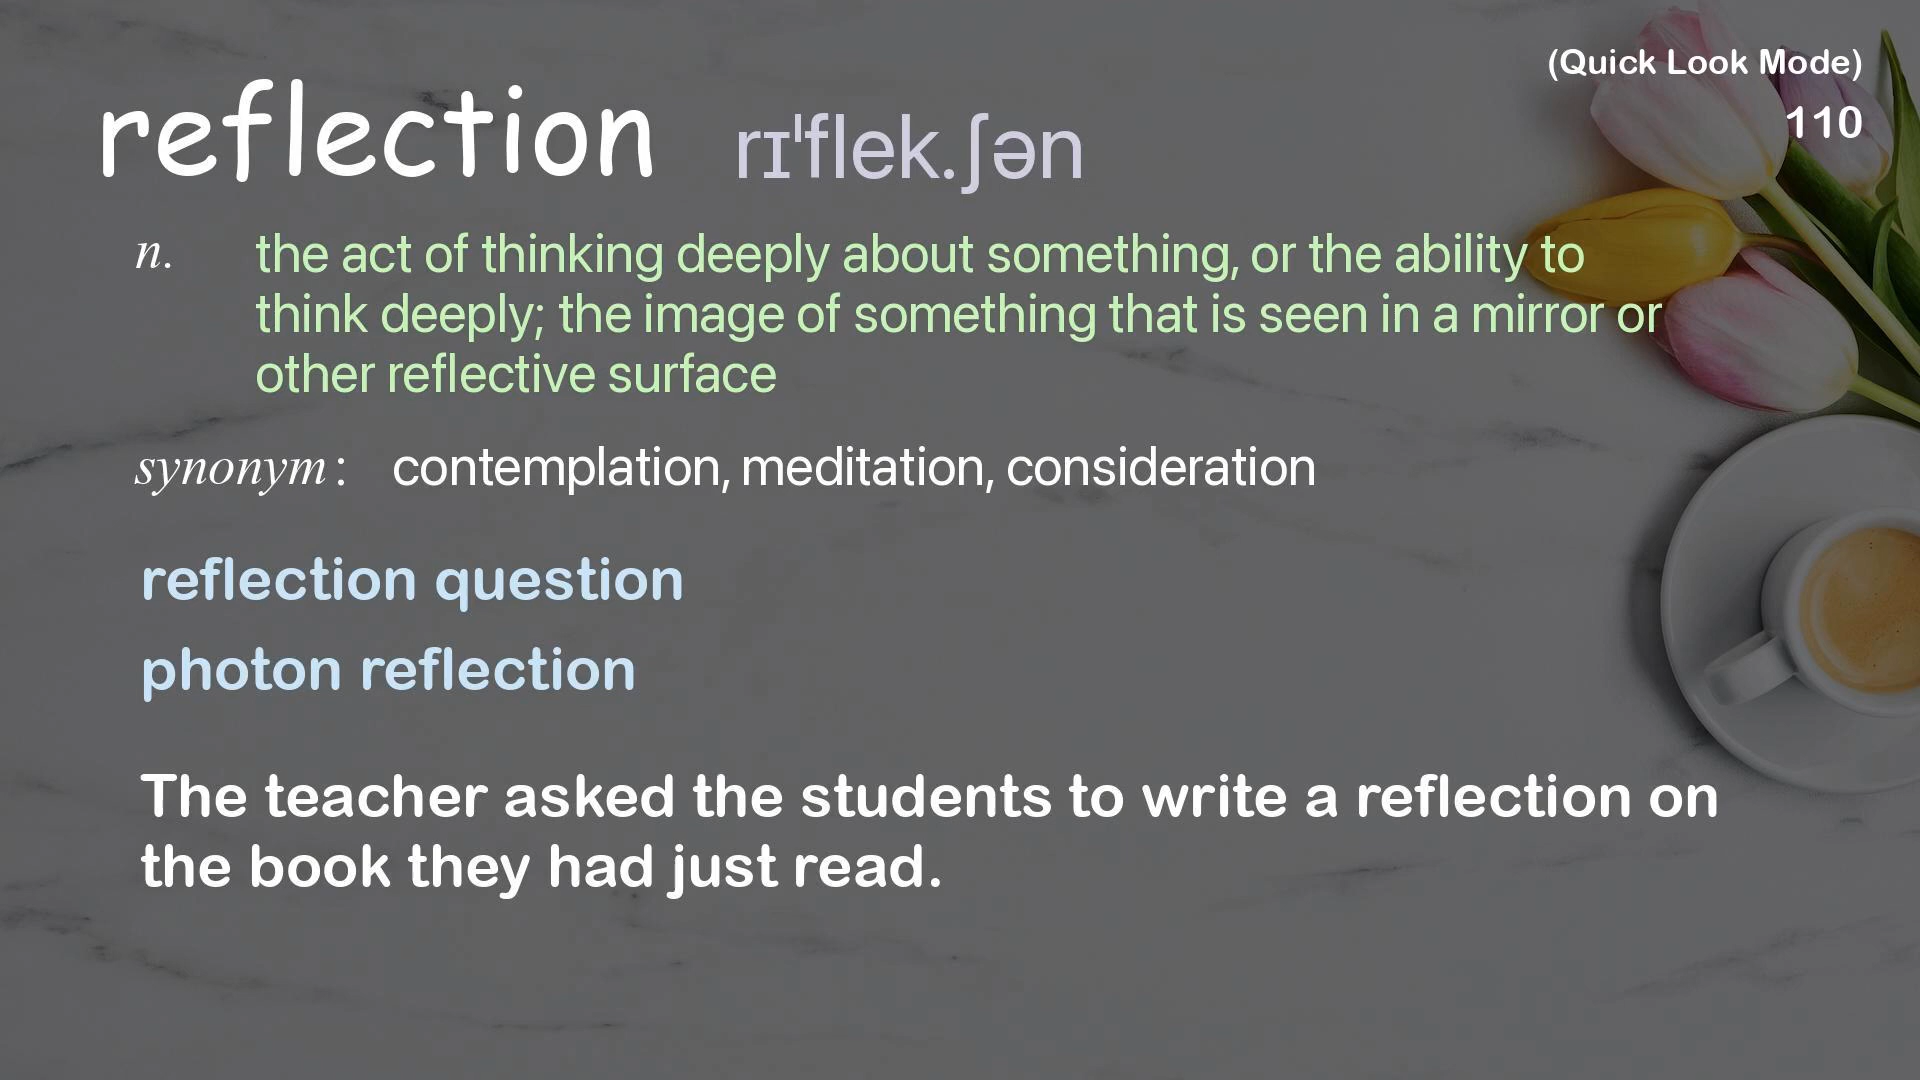 (Quick Look Mode)
reflection rɪˈflek.ʃən
110
n. the act of thinking deeply about something, or the ability to
think deeply; the image of something that is seen in a mirror or
other reflective surface
synonym: contemplation, meditation, consideration
reflection question
photon reflection
The teacher asked the students to write a reflection on
the book they had just read.